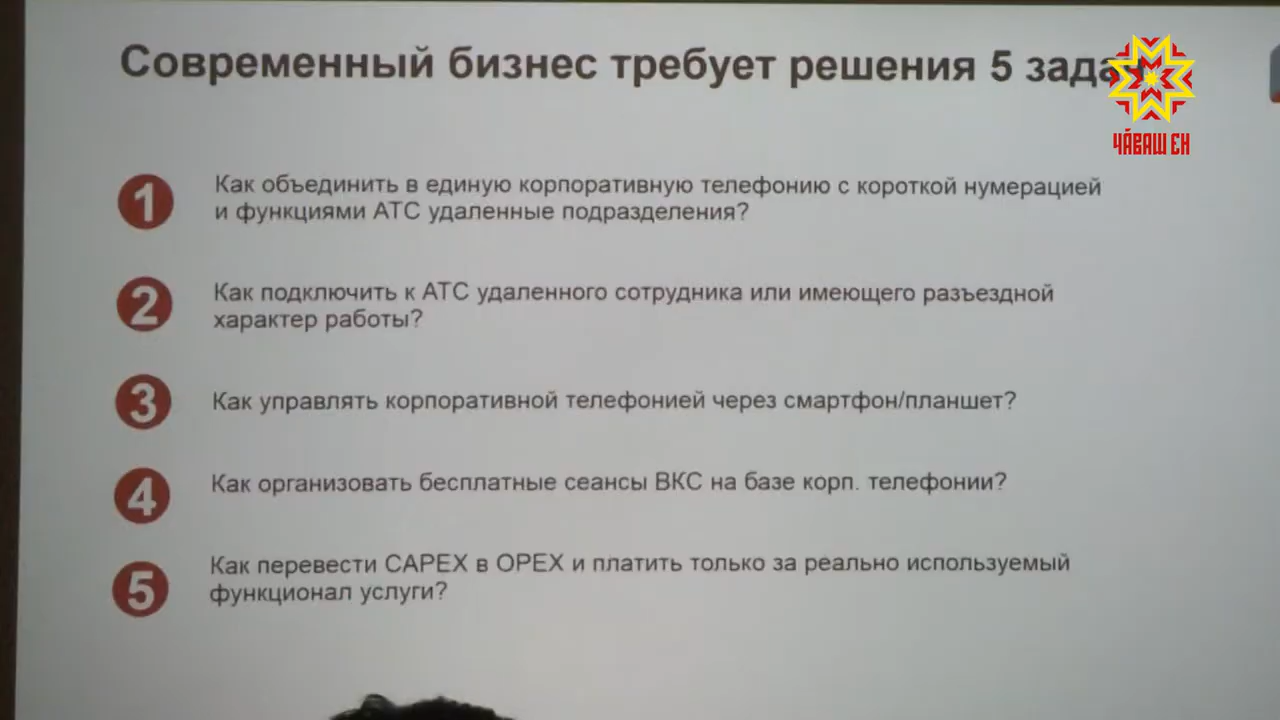 Современный бизнес требует решения 5
ЧӐВАШ ЕН
1
Как объединить в единую корпоративную телефонию с короткой нумерацией
и функциями АТС удаленные подразделения?
2
Как подключить к АТС удаленного сотрудника или имеющего разъездной
характер работы?
3
Как управлять корпоративной телефонией через смартфон/планшет?
4
Как организовать бесплатные сеансы ВКС на базе корп. телефонии?
5
Как перевести CAPEX в OPEX и платить только за реально используемый
функционал услуги?